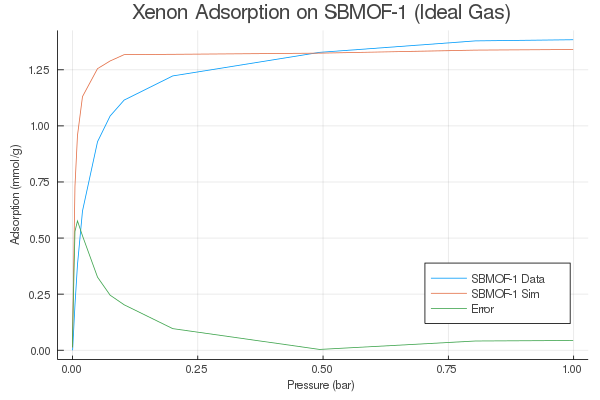 Xenon Adsorption on SBMOF-1 (Ideal Gas)
1.25
1.00
0.75
0.50
0.25
0.00
Adsorption (mmol/g)
SBMOF-1 Data
SBMOF-1 Sim
Error
0.00 0.25 0.50 0.75 1.00
Pressure (bar)